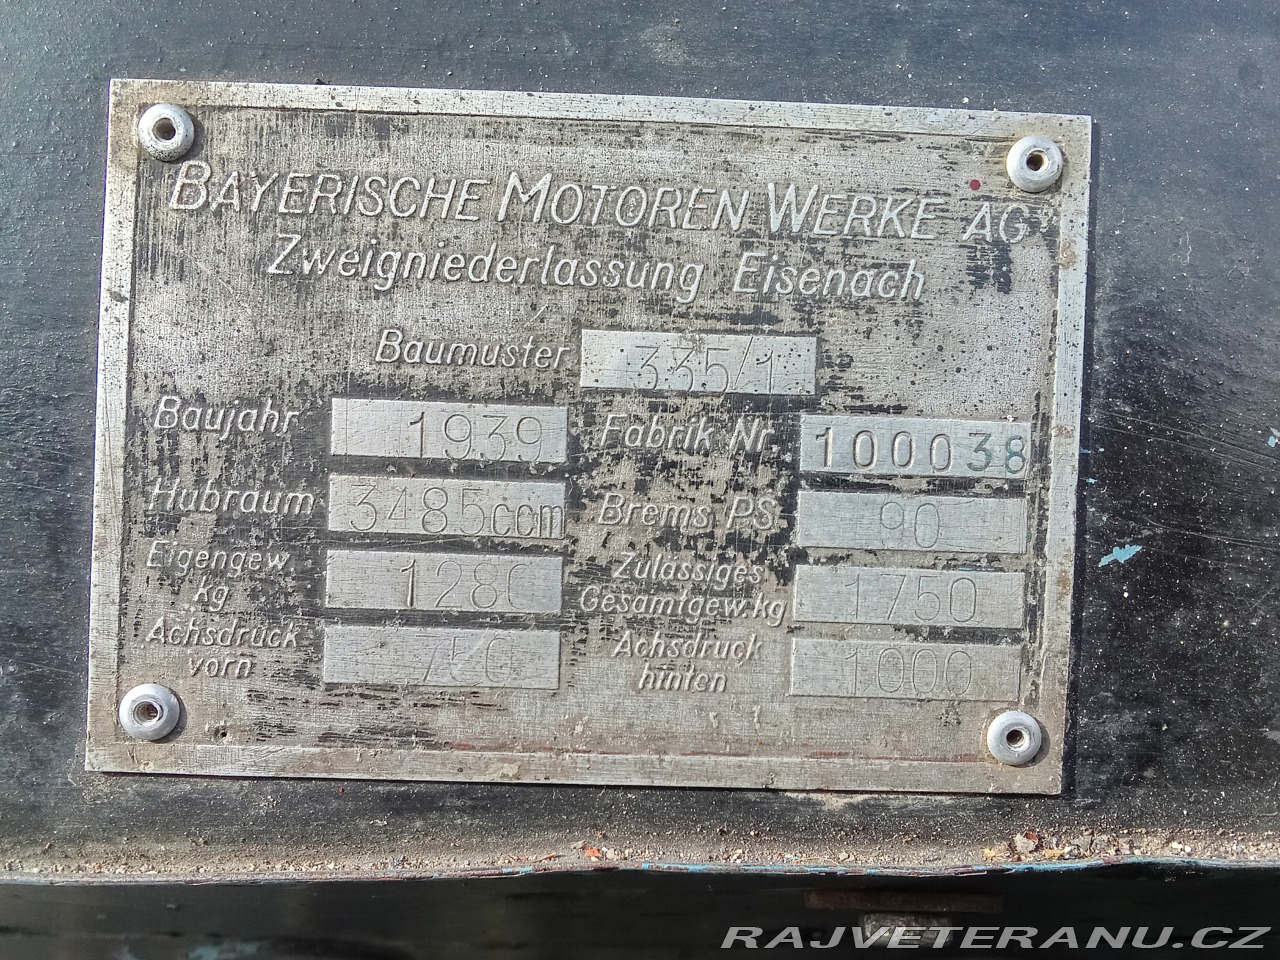 BAYERISCHE MOTOREN WERKE AG
Zweigniederlassung Eisenach
Baumuster 335/1
Baujahr 1939 Fabrik Nr. 100038
Hubraum 3485ccm Brems PS 90
Eigengew. kg 1280 Zulässiges Gesamtgew. kg 1750
Achsdruck vorn 750 Achsdruck hinten 1000
RAJVETERANU.CZ